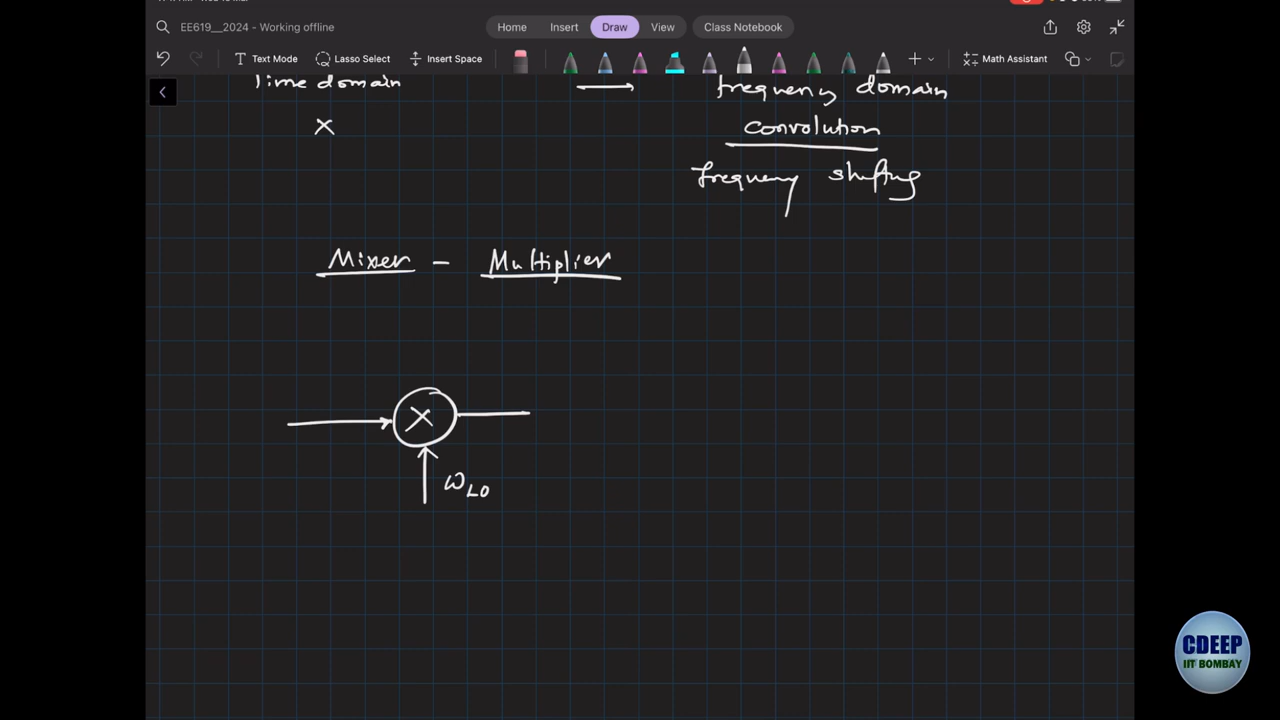 EE619__2024 - Working offline
Home Insert Draw View Class Notebook
Text Mode Lasso Select Insert Space Math Assistant
Time domain → frequency domain
× convolution
frequency shifting
Mixer - Multiplier
×
ωLO
CDEEP
IIT BOMBAY